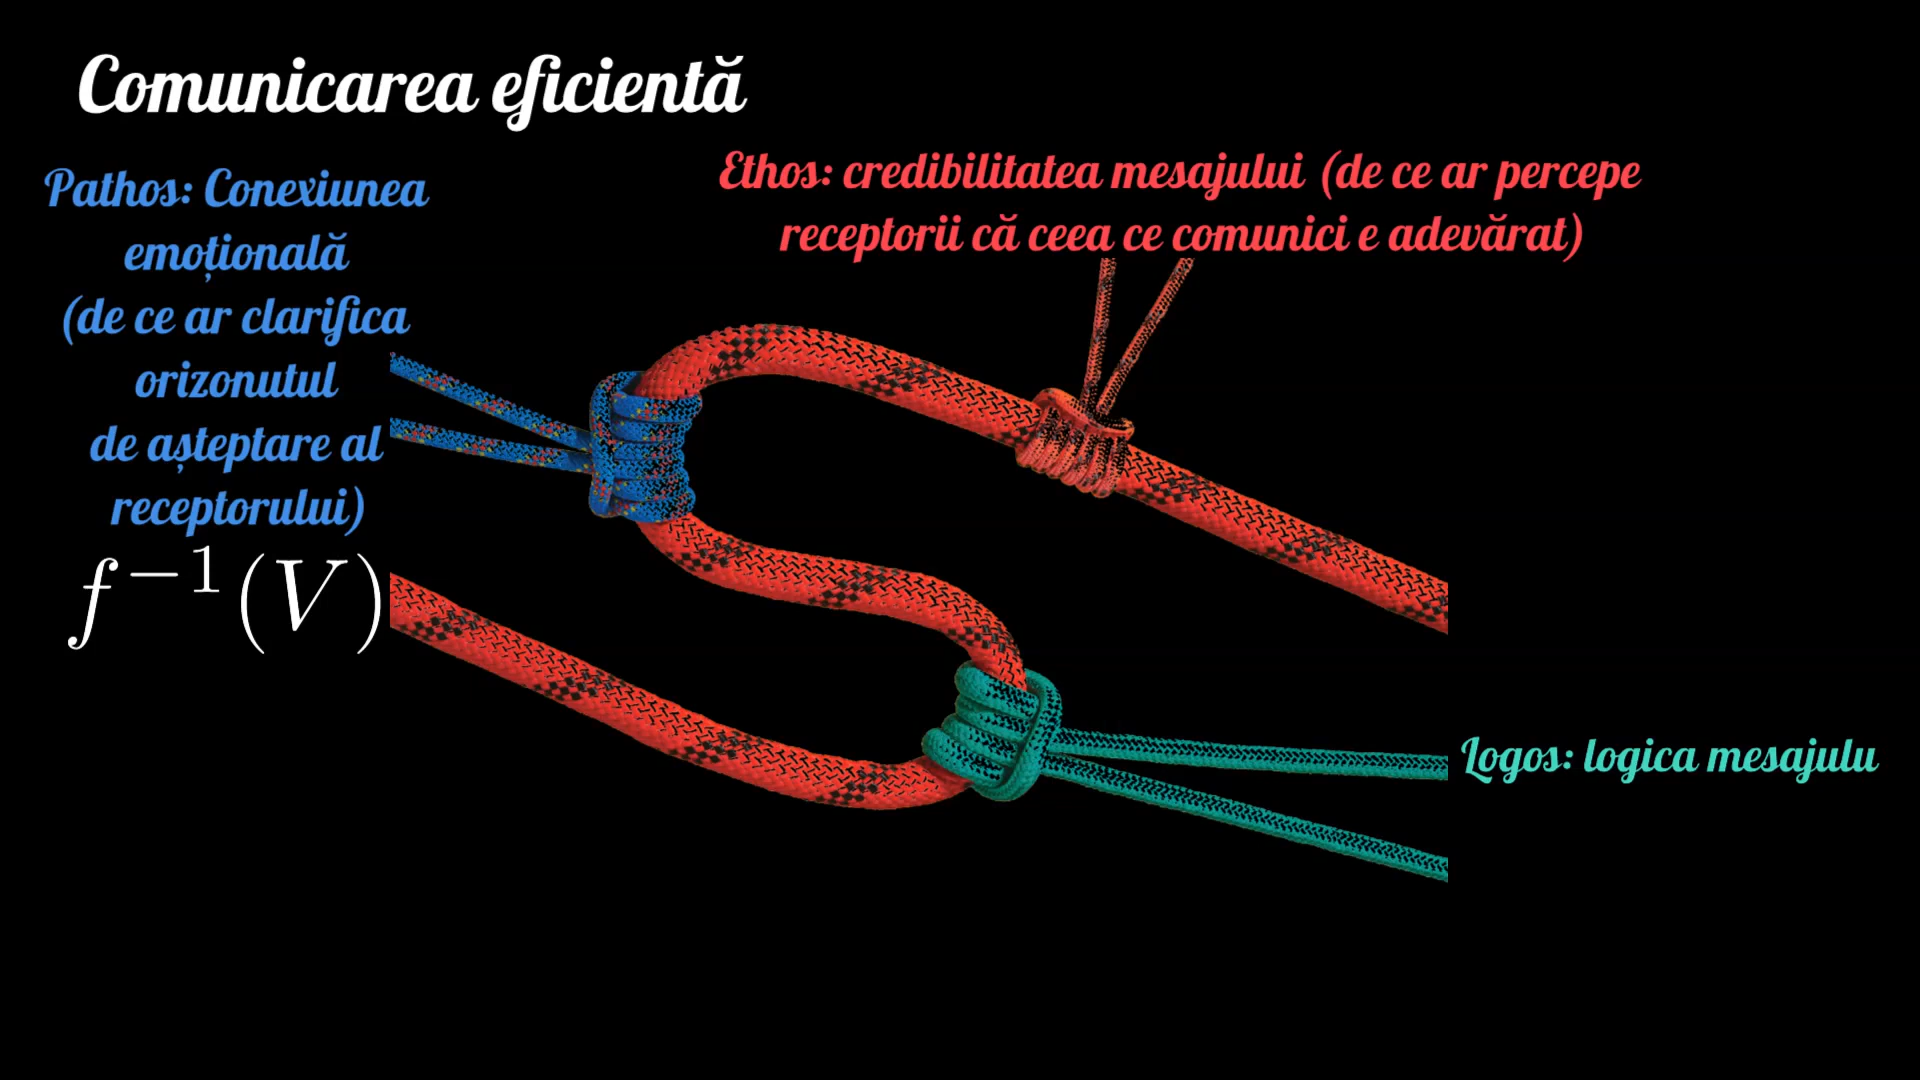 Comunicarea eficientă
Pathos: Conexiunea
emoțională
(de ce ar clarifica
orizonutul
de așteptare al
receptorului)
f⁻¹(V)
Ethos: credibilitatea mesajului (de ce ar percepe
receptorii că ceea ce comunici e adevărat)
Logos: logica mesajulu